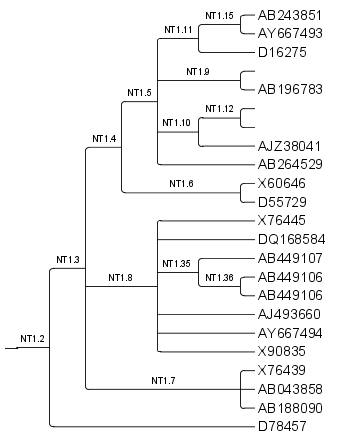 NT1.15
AB243851
NT1.11
AY667493
D16275
NT1.9
NT1.5
AB196783
NT1.12
NT1.10
NT1.4
AJZ38041
AB264529
NT1.6
X60646
D55729
X76445
DQ168584
NT1.3
NT1.35
AB449107
NT1.8
NT1.36
AB449106
AB449106
AJ493660
NT1.2
AY667494
X90835
X76439
NT1.7
AB043858
AB188090
D78457